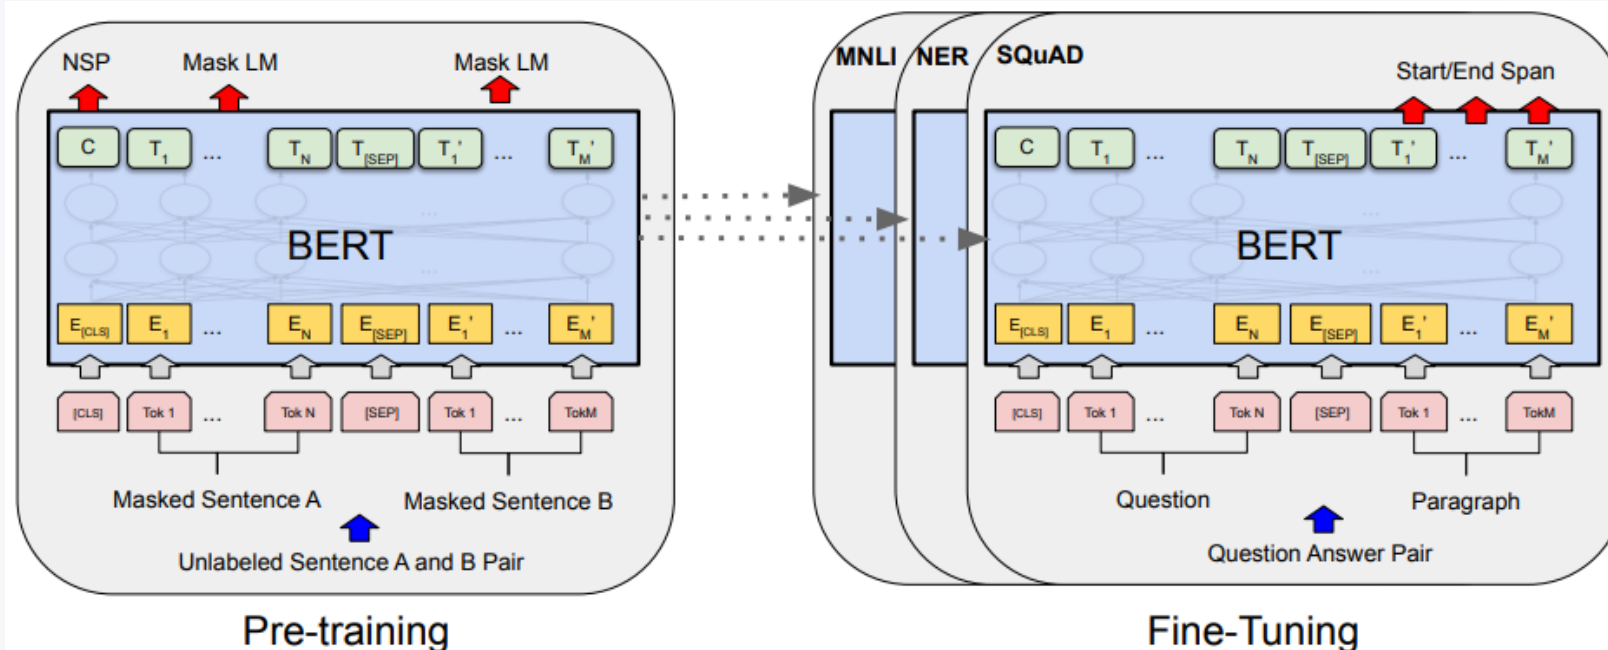 NSP Mask LM Mask LM
C T1 ... TN T[SEP] T1' ... TM'
...
BERT
...
E[CLS] E1 ... EN E[SEP] E1' ... EM'
[CLS] Tok 1 ... Tok N [SEP] Tok 1 ... TokM
Masked Sentence A Masked Sentence B
Unlabeled Sentence A and B Pair
Pre-training
MNLI NER SQuAD
Start/End Span
C T1 ... TN T[SEP] T1' ... TM'
...
BERT
...
E[CLS] E1 ... EN E[SEP] E1' ... EM'
[CLS] Tok 1 ... Tok N [SEP] Tok 1 ... TokM
Question Paragraph
Question Answer Pair
Fine-Tuning